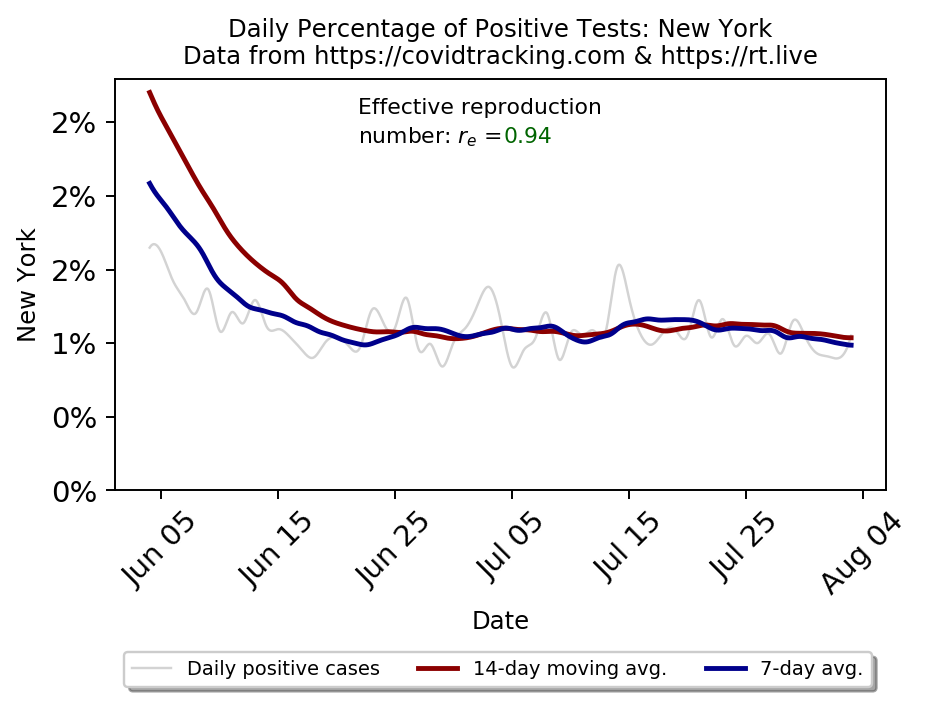 Daily Percentage of Positive Tests: New York
Data from https://covidtracking.com & https://rt.live
Effective reproduction
number: rₑ =0.94
2%
2%
2%
1%
0%
0%
New York
Jun 05
Jun 15
Jun 25
Jul 05
Jul 15
Jul 25
Aug 04
Date
Daily positive cases
14-day moving avg.
7-day avg.